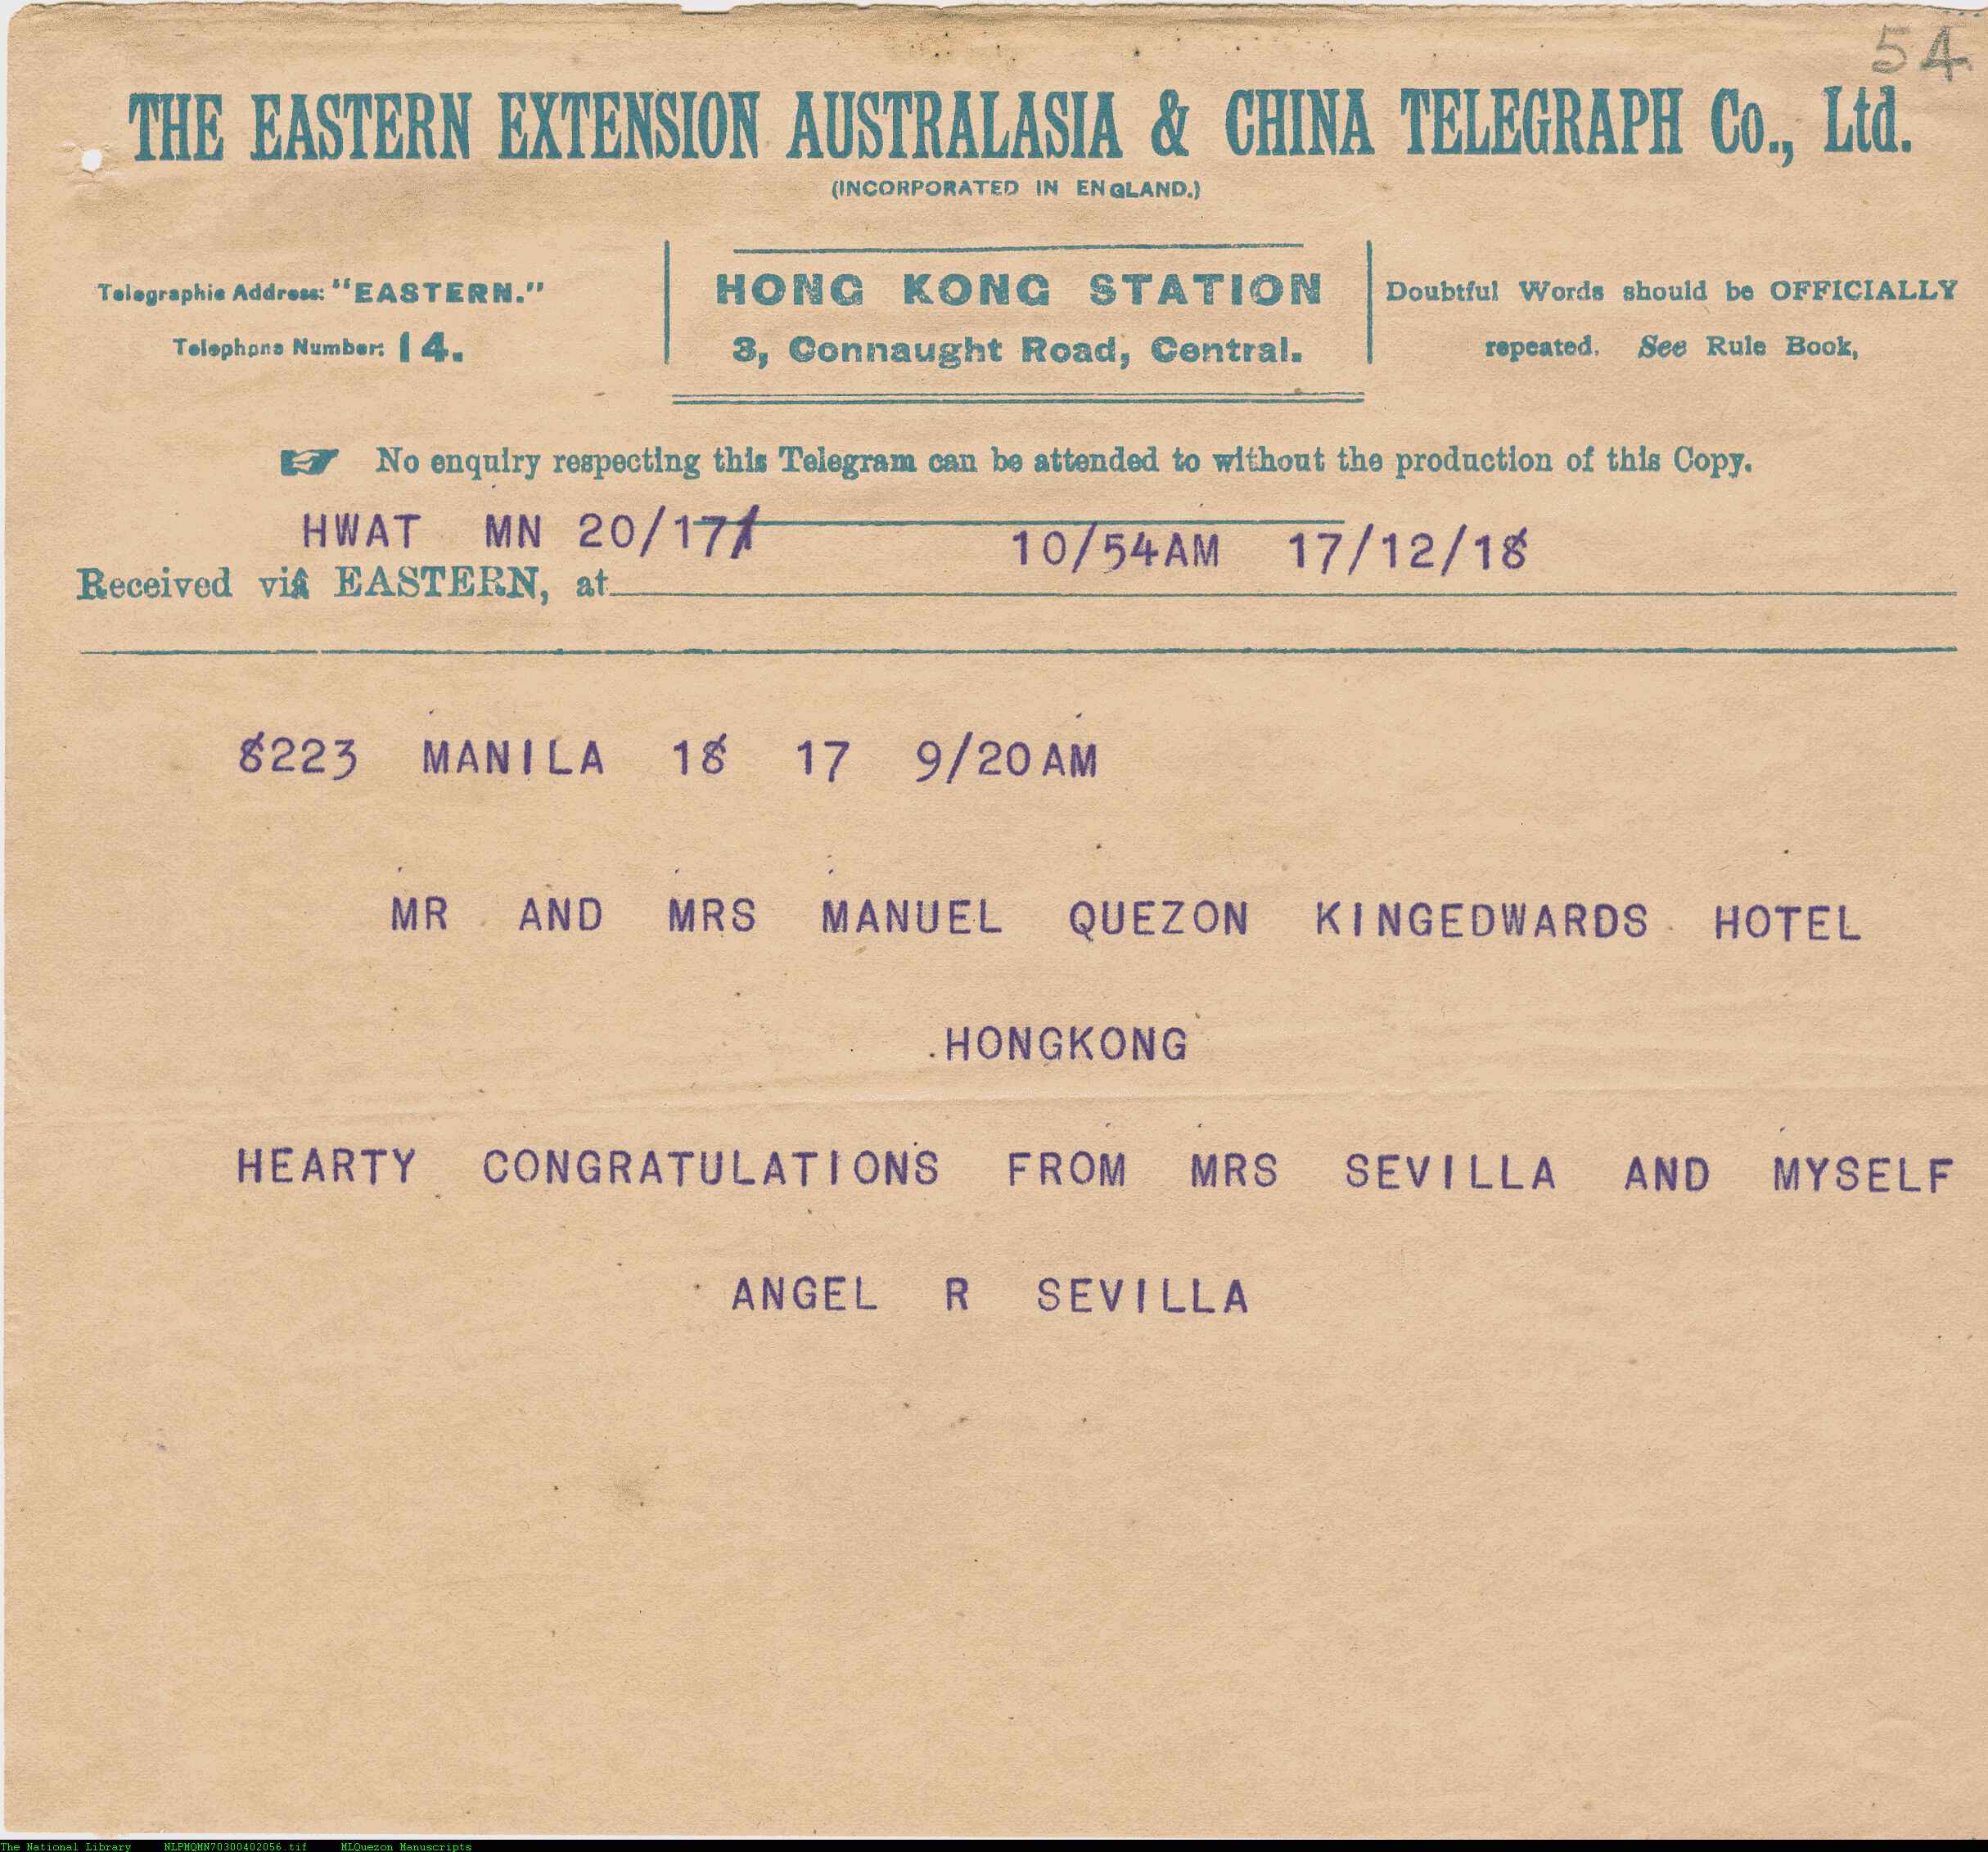 54
THE EASTERN EXTENSION AUSTRALASIA & CHINA TELEGRAPH Co., Ltd.
(INCORPORATED IN ENGLAND.)
Telegraphic Address: "EASTERN."
Telephone Number: 14.
HONG KONG STATION
3, Connaught Road, Central.
Doubtful Words should be OFFICIALLY
repeated. See Rule Book,
☞ No enquiry respecting this Telegram can be attended to without the production of this Copy.
HWAT MN 20/17/ 10/54AM 17/12/18
Received viâ EASTERN, at
8223 MANILA 18 17 9/20AM
MR AND MRS MANUEL QUEZON KINGEDWARDS HOTEL
HONGKONG
HEARTY CONGRATULATIONS FROM MRS SEVILLA AND MYSELF
ANGEL R SEVILLA
The National Library NLPMQMN70300402056.tif MLQuezon Manuscripts